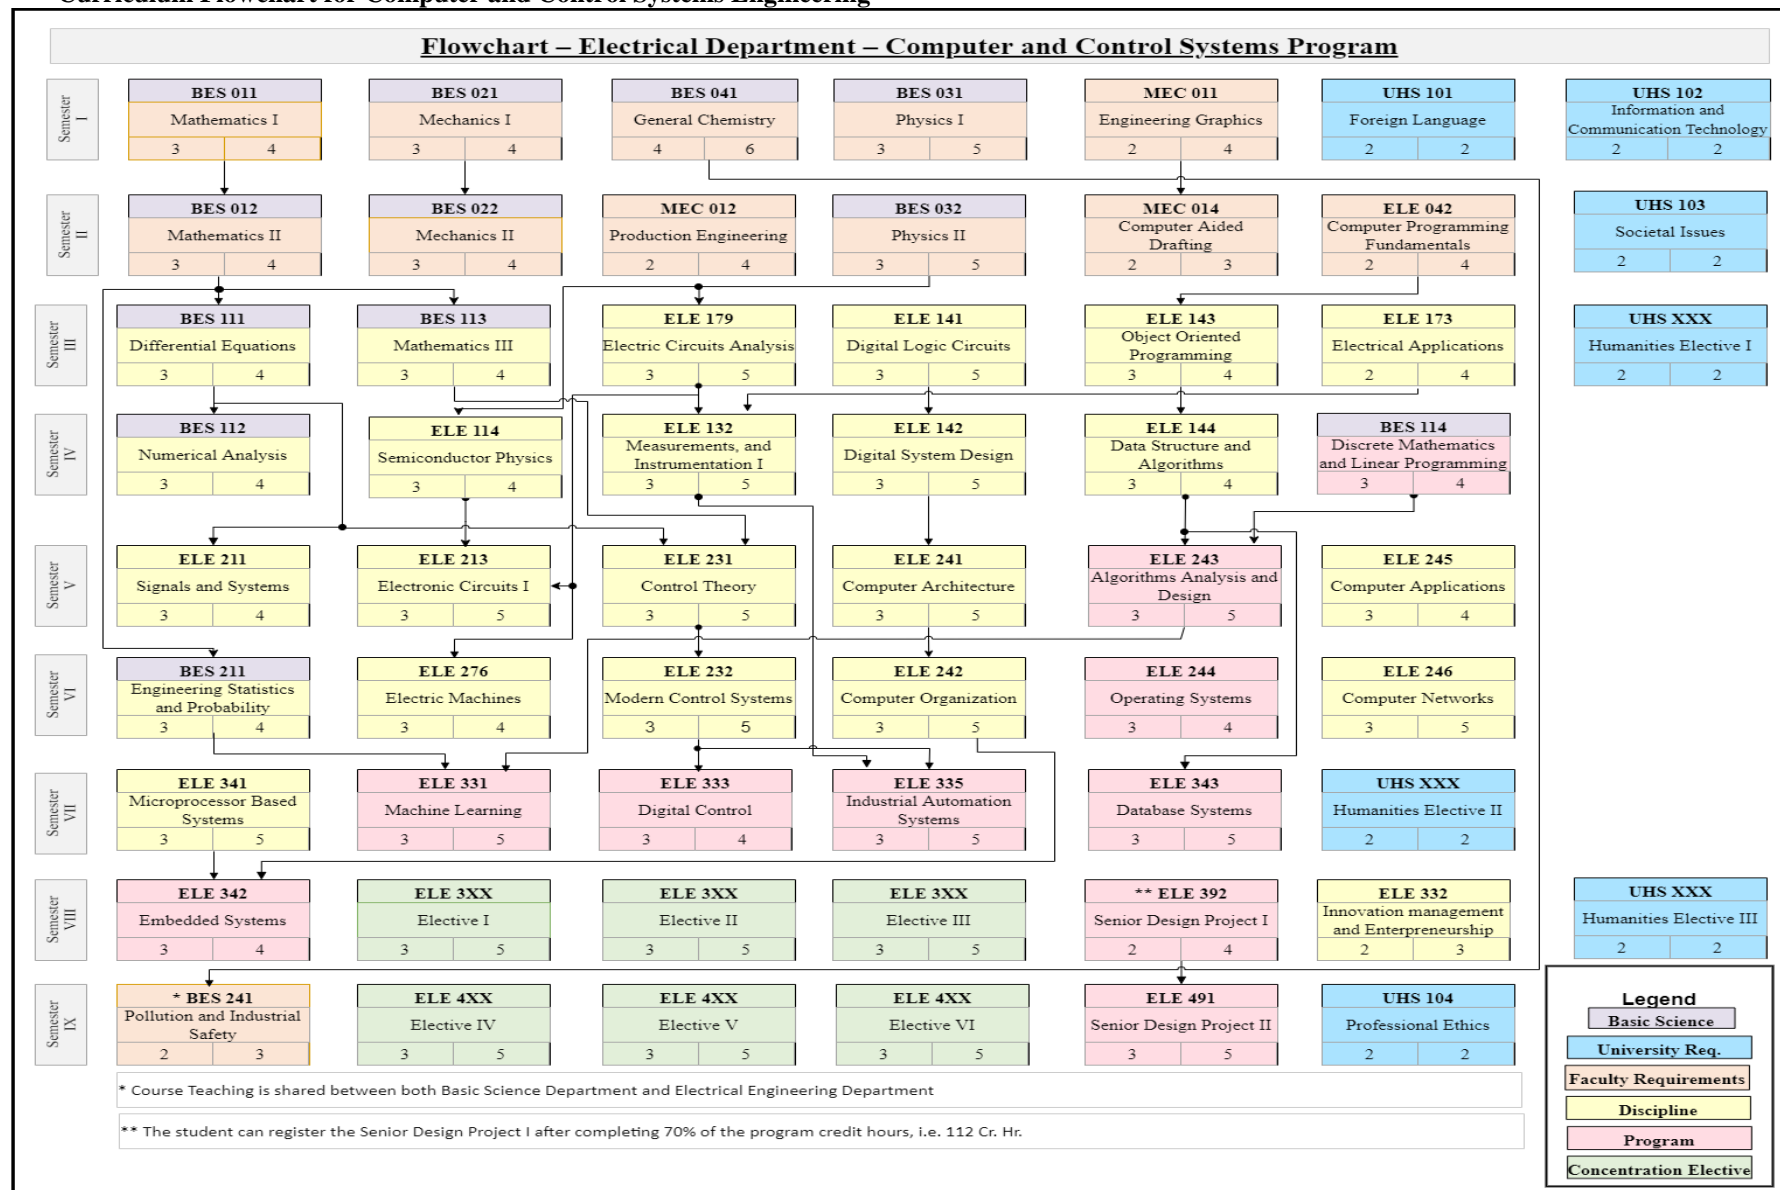 Curriculum Flowchart for Computer and Control Systems Engineering
Flowchart – Electrical Department – Computer and Control Systems Program
Semester
I
BES 011
Mathematics I
3 4
BES 021
Mechanics I
3 4
BES 041
General Chemistry
4 6
BES 031
Physics I
3 5
MEC 011
Engineering Graphics
2 4
UHS 101
Foreign Language
2 2
UHS 102
Information and
Communication Technology
2 2
Semester
II
BES 012
Mathematics II
3 4
BES 022
Mechanics II
3 4
MEC 012
Production Engineering
2 4
BES 032
Physics II
3 5
MEC 014
Computer Aided
Drafting
2 3
ELE 042
Computer Programming
Fundamentals
2 4
UHS 103
Societal Issues
2 2
Semester
III
BES 111
Differential Equations
3 4
BES 113
Mathematics III
3 4
ELE 179
Electric Circuits Analysis
3 5
ELE 141
Digital Logic Circuits
3 5
ELE 143
Object Oriented
Programming
3 4
ELE 173
Electrical Applications
2 4
UHS XXX
Humanities Elective I
2 2
Semester
IV
BES 112
Numerical Analysis
3 4
ELE 114
Semiconductor Physics
3 4
ELE 132
Measurements, and
Instrumentation I
3 5
ELE 142
Digital System Design
3 5
ELE 144
Data Structure and
Algorithms
3 4
BES 114
Discrete Mathematics
and Linear Programming
3 4
Semester
V
ELE 211
Signals and Systems
3 4
ELE 213
Electronic Circuits I
3 5
ELE 231
Control Theory
3 5
ELE 241
Computer Architecture
3 5
ELE 243
Algorithms Analysis and
Design
3 5
ELE 245
Computer Applications
3 4
Semester
VI
BES 211
Engineering Statistics
and Probability
3 4
ELE 276
Electric Machines
3 4
ELE 232
Modern Control Systems
3 5
ELE 242
Computer Organization
3 5
ELE 244
Operating Systems
3 4
ELE 246
Computer Networks
3 5
Semester
VII
ELE 341
Microprocessor Based
Systems
3 5
ELE 331
Machine Learning
3 5
ELE 333
Digital Control
3 4
ELE 335
Industrial Automation
Systems
3 5
ELE 343
Database Systems
3 5
UHS XXX
Humanities Elective II
2 2
Semester
VIII
ELE 342
Embedded Systems
3 4
ELE 3XX
Elective I
3 5
ELE 3XX
Elective II
3 5
ELE 3XX
Elective III
3 5
** ELE 392
Senior Design Project I
2 4
ELE 332
Innovation management
and Enterpreneurship
2 3
UHS XXX
Humanities Elective III
2 2
Semester
IX
* BES 241
Pollution and Industrial
Safety
2 3
ELE 4XX
Elective IV
3 5
ELE 4XX
Elective V
3 5
ELE 4XX
Elective VI
3 5
ELE 491
Senior Design Project II
3 5
UHS 104
Professional Ethics
2 2
Legend
Basic Science
University Req.
Faculty Requirements
Discipline
Program
Concentration Elective
* Course Teaching is shared between both Basic Science Department and Electrical Engineering Department
** The student can register the Senior Design Project I after completing 70% of the program credit hours, i.e. 112 Cr. Hr.